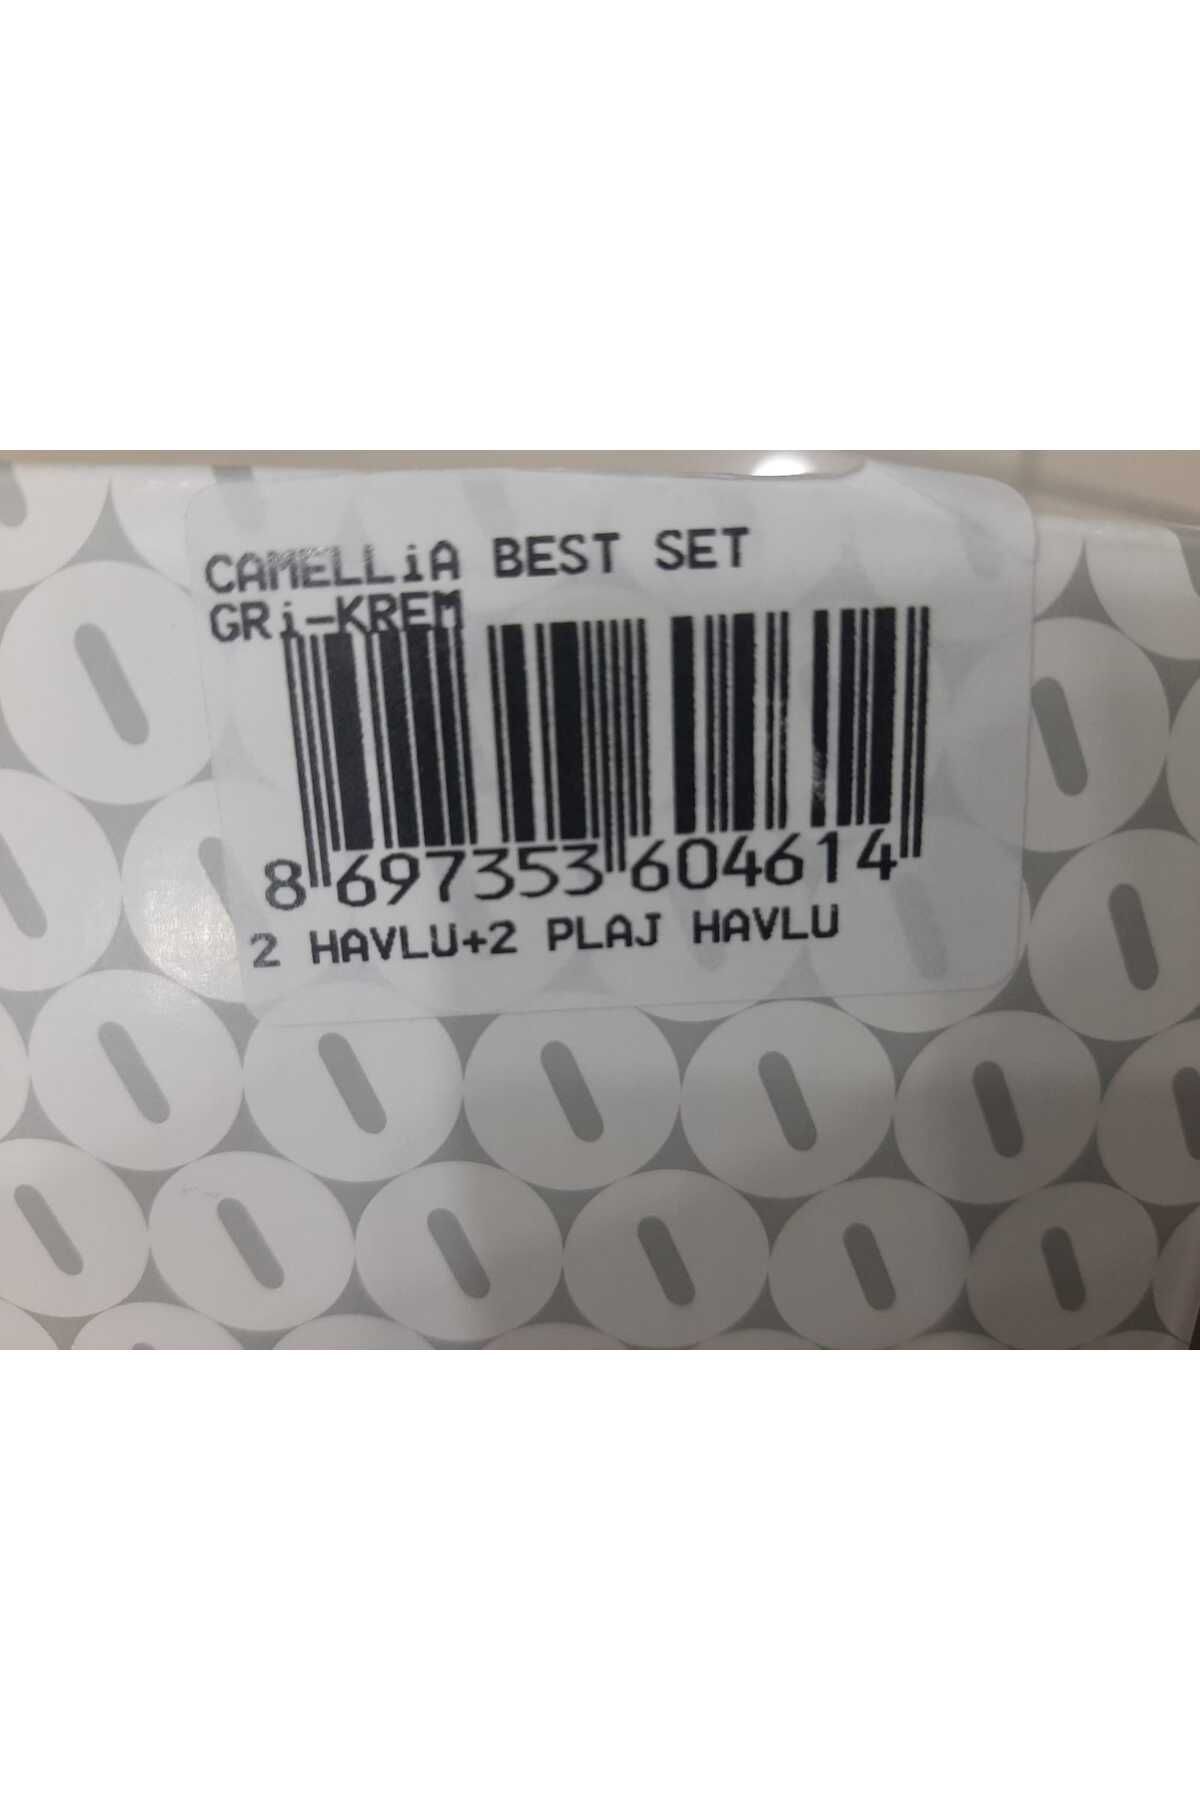 CAMELLiA BEST SET
GRi-KREM
8 697353 604614
2 HAVLU+2 PLAJ HAVLU